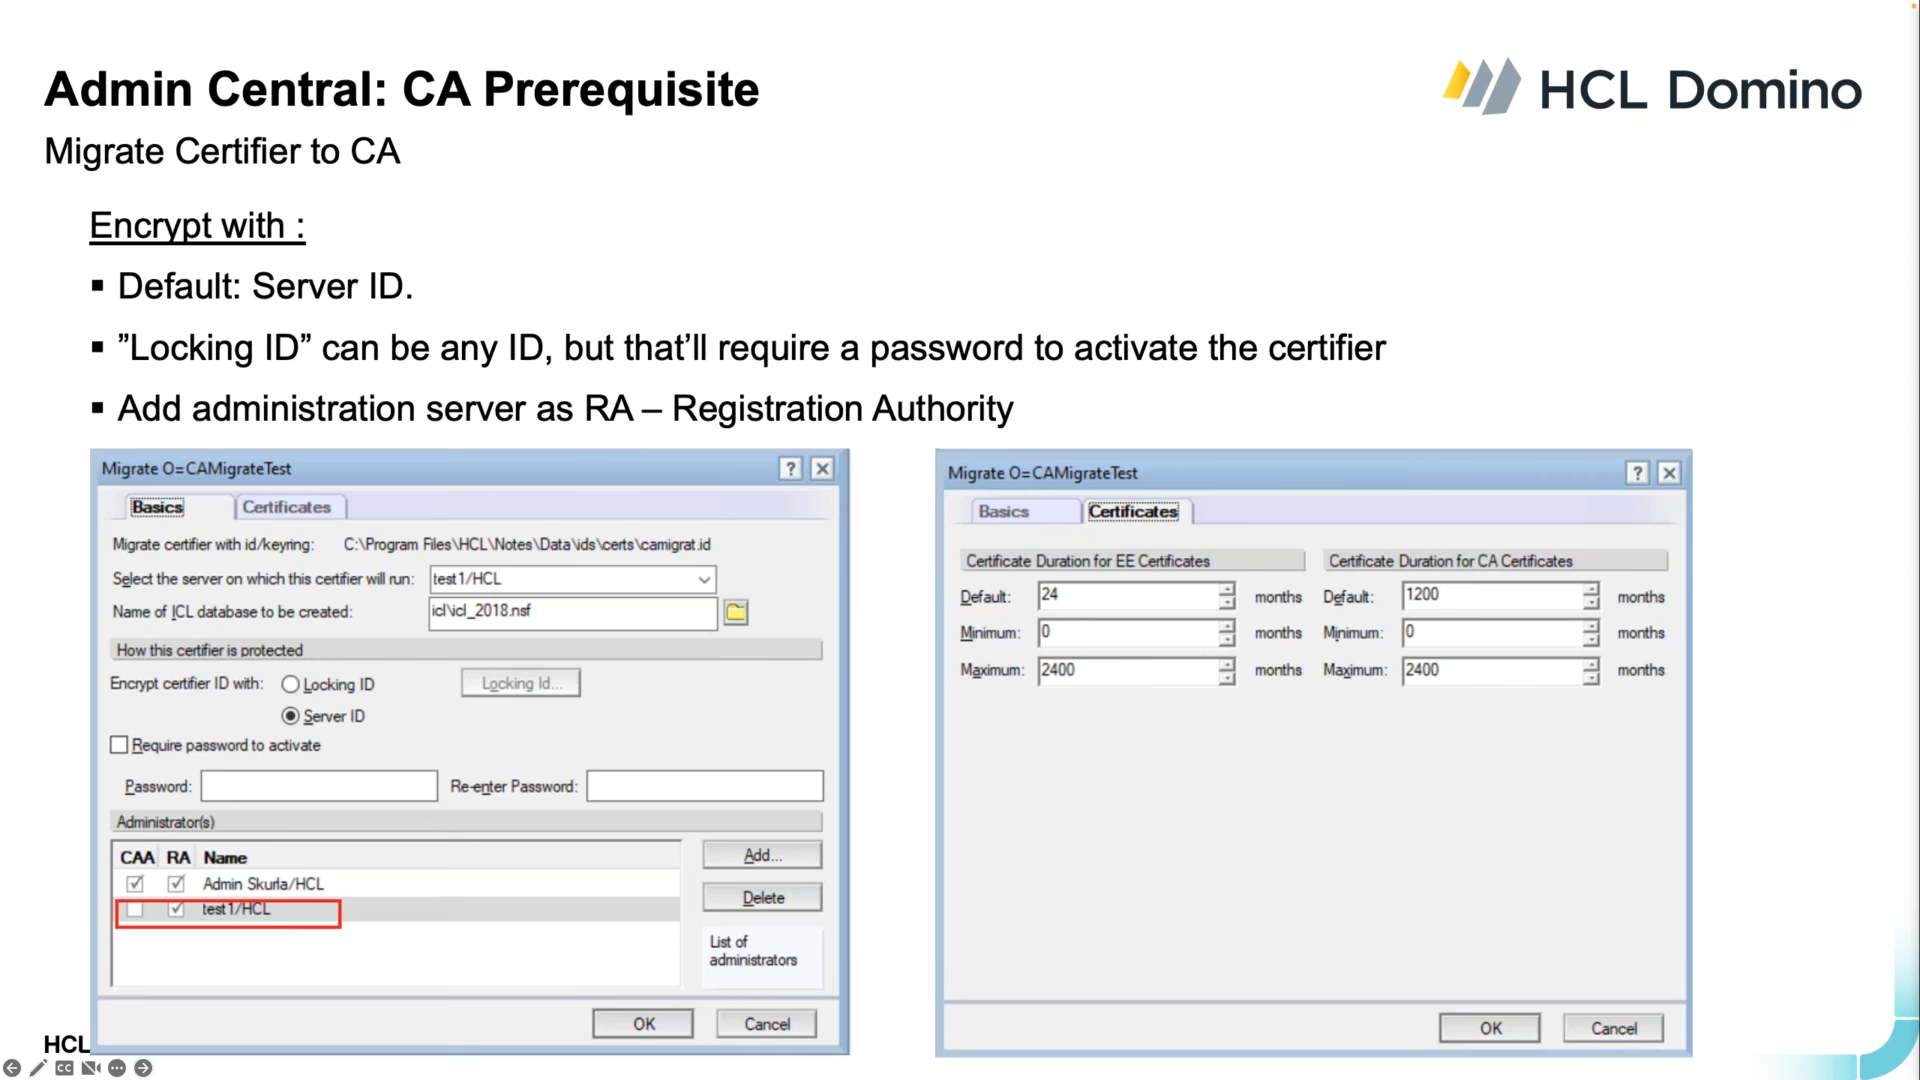 Admin Central: CA Prerequisite
HCL Domino
Migrate Certifier to CA
Encrypt with :
▪ Default: Server ID.
▪ ”Locking ID” can be any ID, but that’ll require a password to activate the certifier
▪ Add administration server as RA – Registration Authority
Migrate O=CAMigrateTest
Basics
Certificates
Migrate certifier with id/keyring: C:\Program Files\HCL\Notes\Data\ids\certs\camigrat.id
Select the server on which this certifier will run: test1/HCL
Name of ICL database to be created: icl\icl_2018.nsf
How this certifier is protected
Encrypt certifier ID with: Locking ID
Locking Id...
Server ID
Require password to activate
Password:
Re-enter Password:
Administrator(s)
CAA RA Name
Admin Skurla/HCL
test1/HCL
Add...
Delete
List of
administrators
OK
Cancel
Migrate O=CAMigrateTest
Basics
Certificates
Certificate Duration for EE Certificates
Default: 24 months
Minimum: 0 months
Maximum: 2400 months
Certificate Duration for CA Certificates
Default: 1200 months
Minimum: 0 months
Maximum: 2400 months
OK
Cancel
HCL
CC